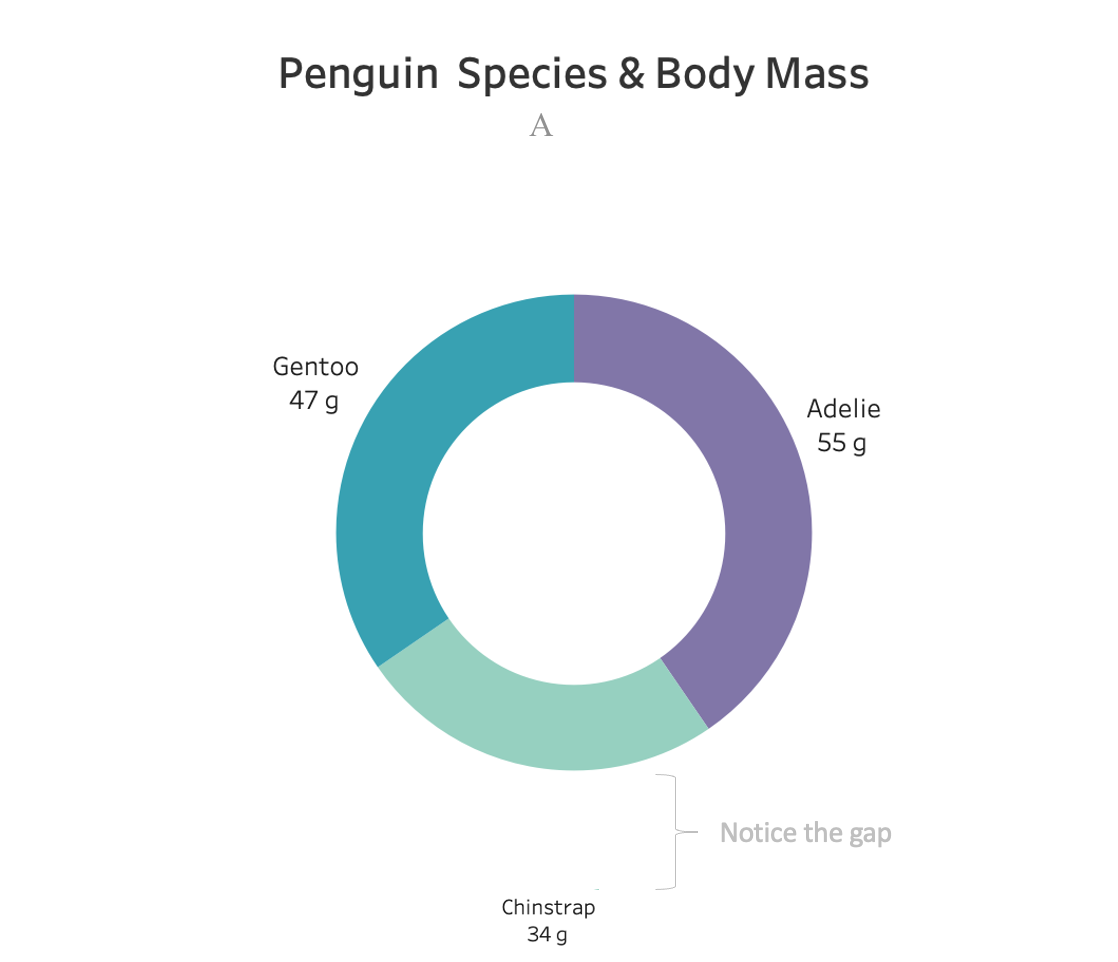 Penguin  Species & Body Mass
A
Gentoo
47 g
Adelie
55 g
Notice the gap
Chinstrap
34 g